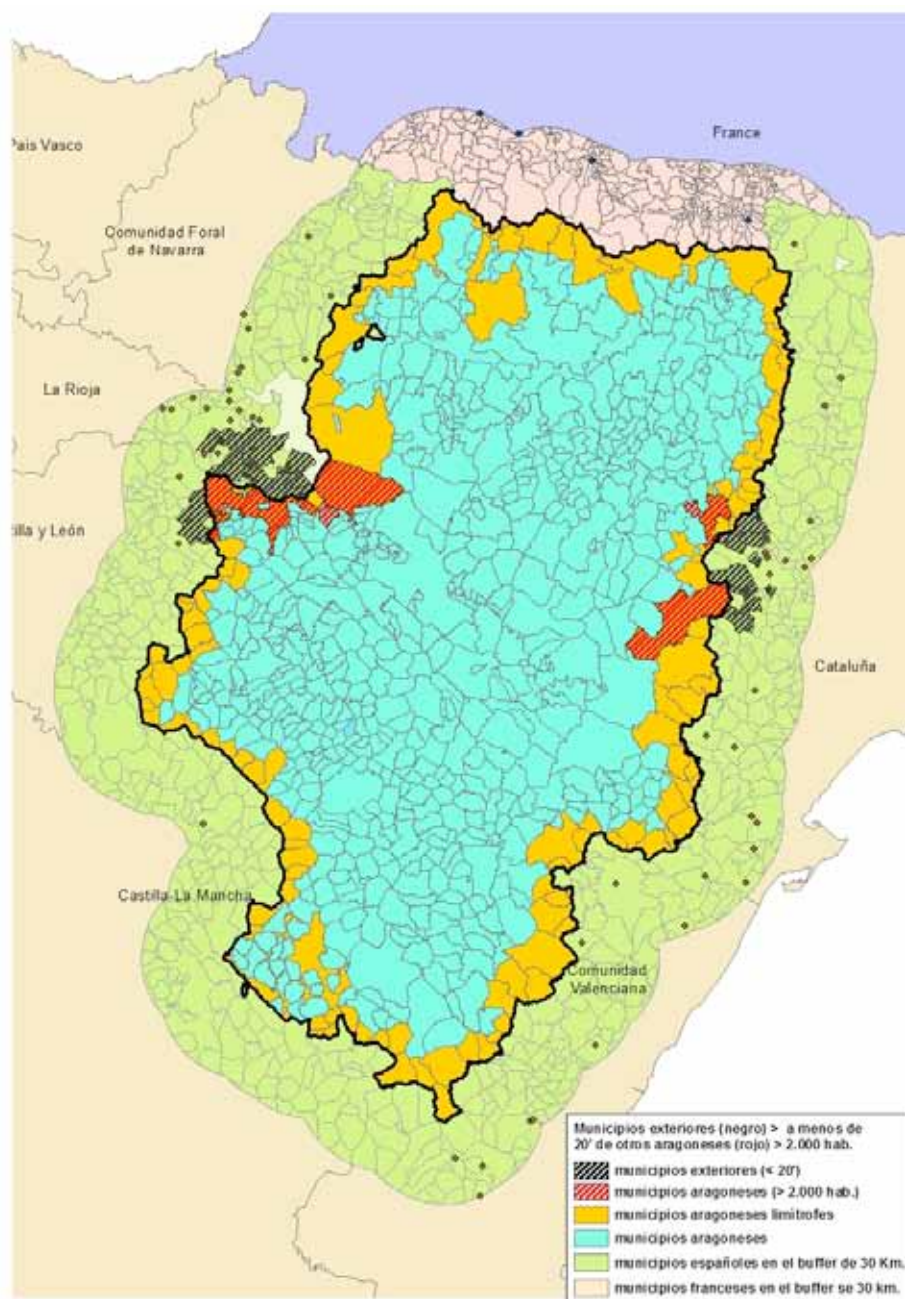 France
País Vasco
Comunidad Foral
de Navarra
La Rioja
tilla y León
Cataluña
Castilla-La Mancha
Comunidad
Valenciana
Municipios exteriores (negro) > a menos de
20' de otros aragoneses (rojo) > 2.000 hab.
municipios exteriores (< 20')
municipios aragoneses (> 2.000 hab.)
municipios aragoneses limítrofes
municipios aragoneses
municipios españoles en el buffer de 30 Km.
municipios franceses en el buffer se 30 km.